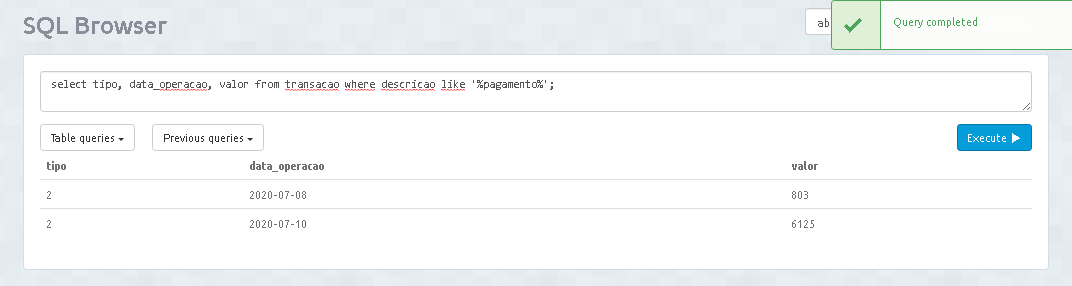 SQL Browser
ab
Query completed
select tipo, data_operacao, valor from transacao where descricao like '%pagamento%';
Table queries
Previous queries
Execute
tipo data_operacao valor
2 2020-07-08 803
2 2020-07-10 6125